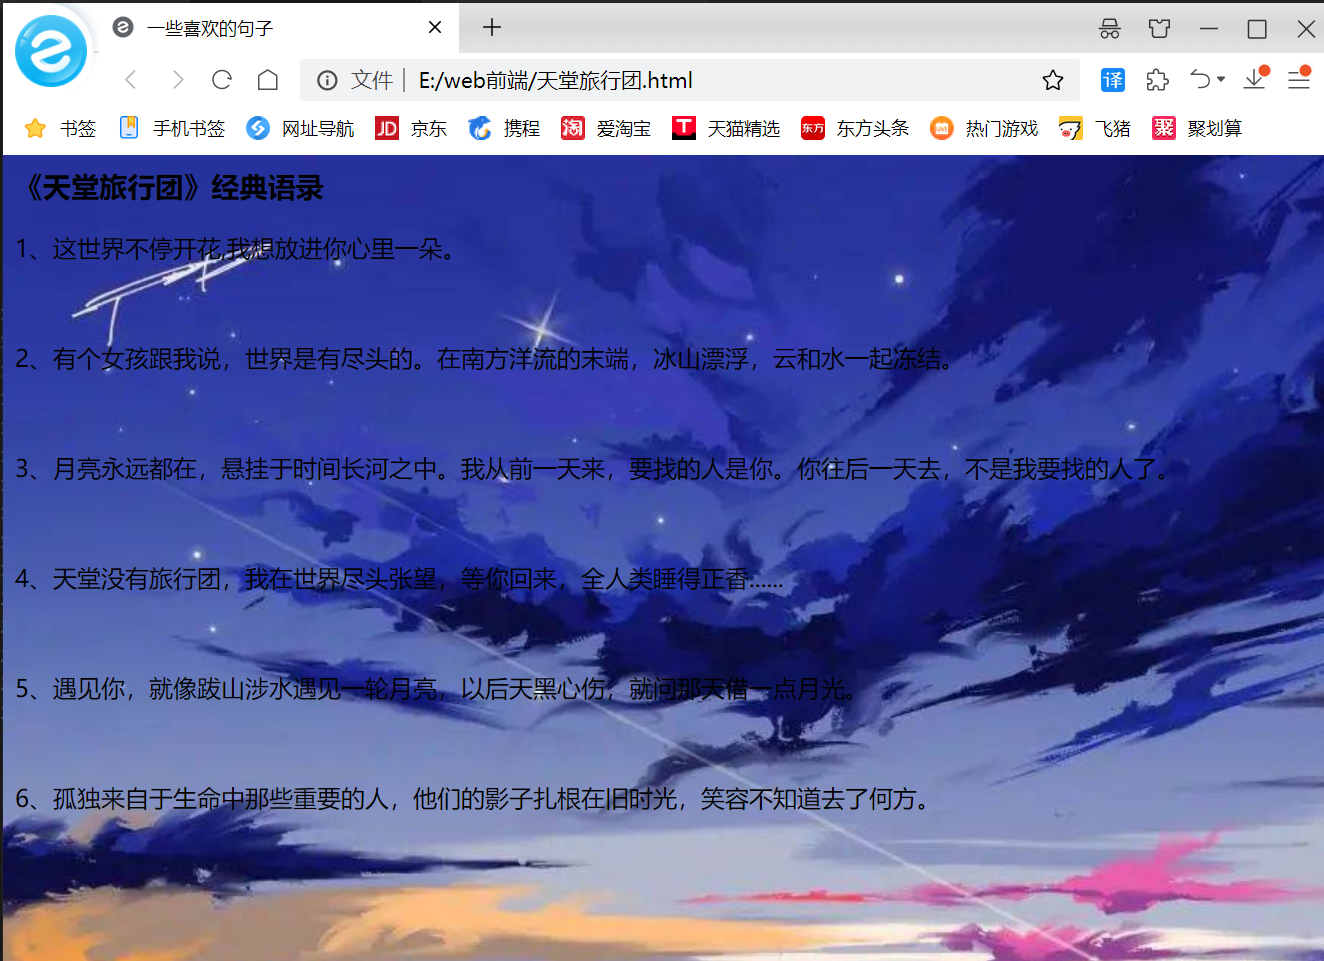 一些喜欢的句子
文件 | E:/web前端/天堂旅行团.html
译
书签 手机书签 网址导航 JD 京东 携程 淘 爱淘宝 T 天猫精选 东方 东方头条 热门游戏 飞猪 聚 聚划算
《天堂旅行团》经典语录
1、这世界不停开花,我想放进你心里一朵。
2、有个女孩跟我说，世界是有尽头的。在南方洋流的末端，冰山漂浮，云和水一起冻结。
3、月亮永远都在，悬挂于时间长河之中。我从前一天来，要找的人是你。你往后一天去，不是我要找的人了。
4、天堂没有旅行团，我在世界尽头张望，等你回来，全人类睡得正香......
5、遇见你，就像跋山涉水遇见一轮月亮，以后天黑心伤，就问那天借一点月光。
6、孤独来自于生命中那些重要的人，他们的影子扎根在旧时光，笑容不知道去了何方。